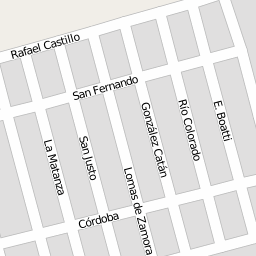 Rafael Castillo
San Fernando
González Catán
Río Colorado
E. Boatti
La Matanza
San Justo
Lomas de Zamora
Córdoba